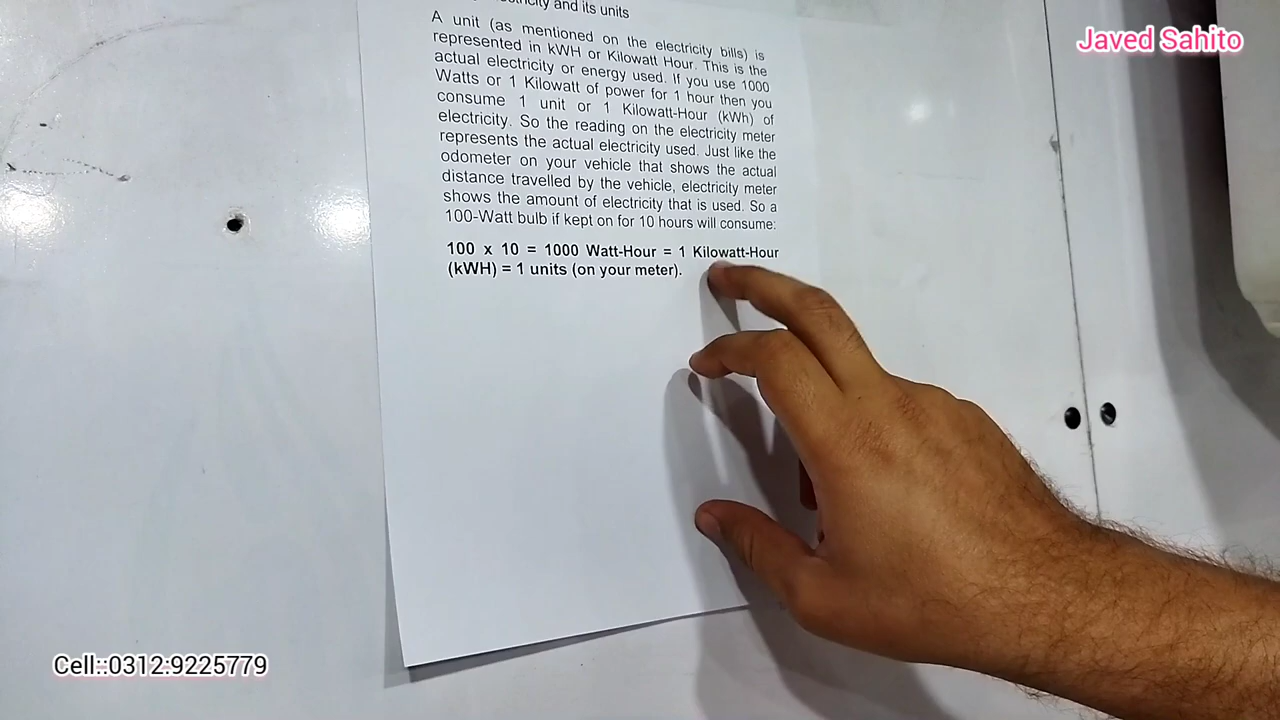 and its units
A unit (as mentioned on the electricity bills) is
represented in kWH or Kilowatt Hour. This is the
actual electricity or energy used. If you use 1000
Watts or 1 Kilowatt of power for 1 hour then you
consume 1 unit or 1 Kilowatt-Hour (kWh) of
electricity. So the reading on the electricity meter
represents the actual electricity used. Just like the
odometer on your vehicle that shows the actual
distance travelled by the vehicle, electricity meter
shows the amount of electricity that is used. So a
100-Watt bulb if kept on for 10 hours will consume:
100 x 10 = 1000 Watt-Hour = 1 Kilowatt-Hour
(kWH) = 1 units (on your meter).
Javed Sahito
Cell::0312:9225779